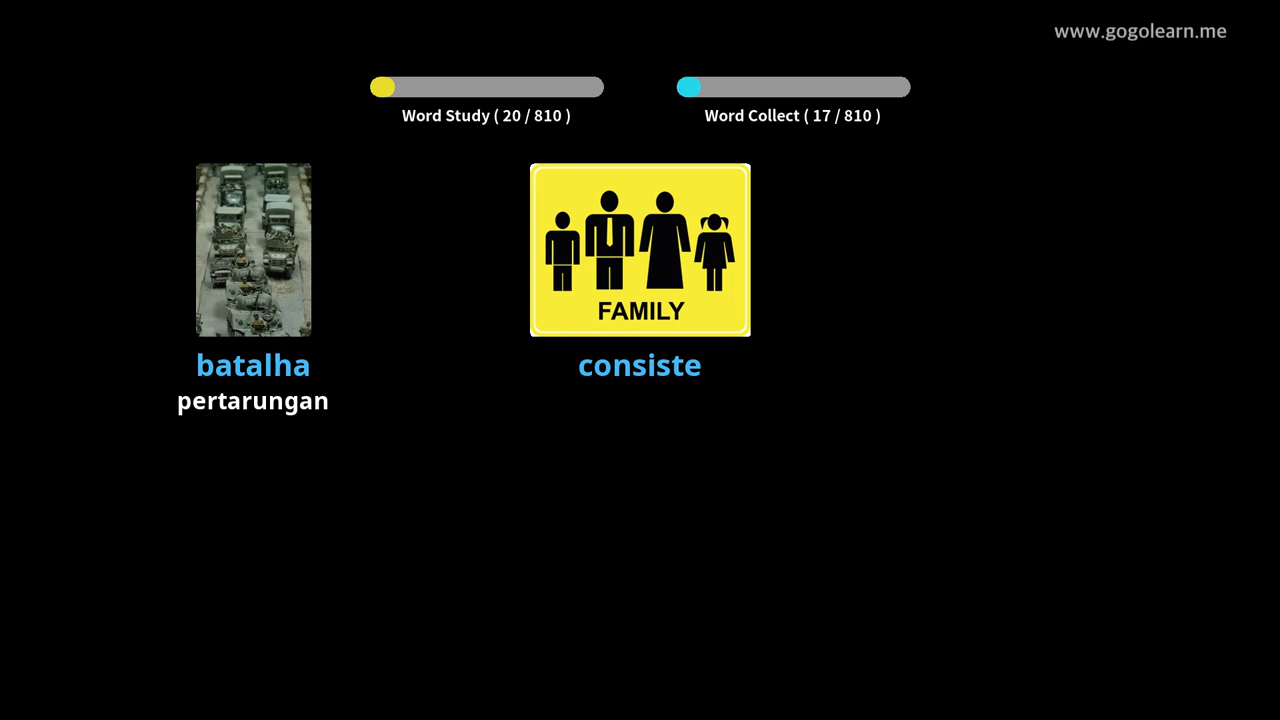 www.gogolearn.me
Word Study ( 20 / 810 )
Word Collect ( 17 / 810 )
FAMILY
batalha
consiste
pertarungan